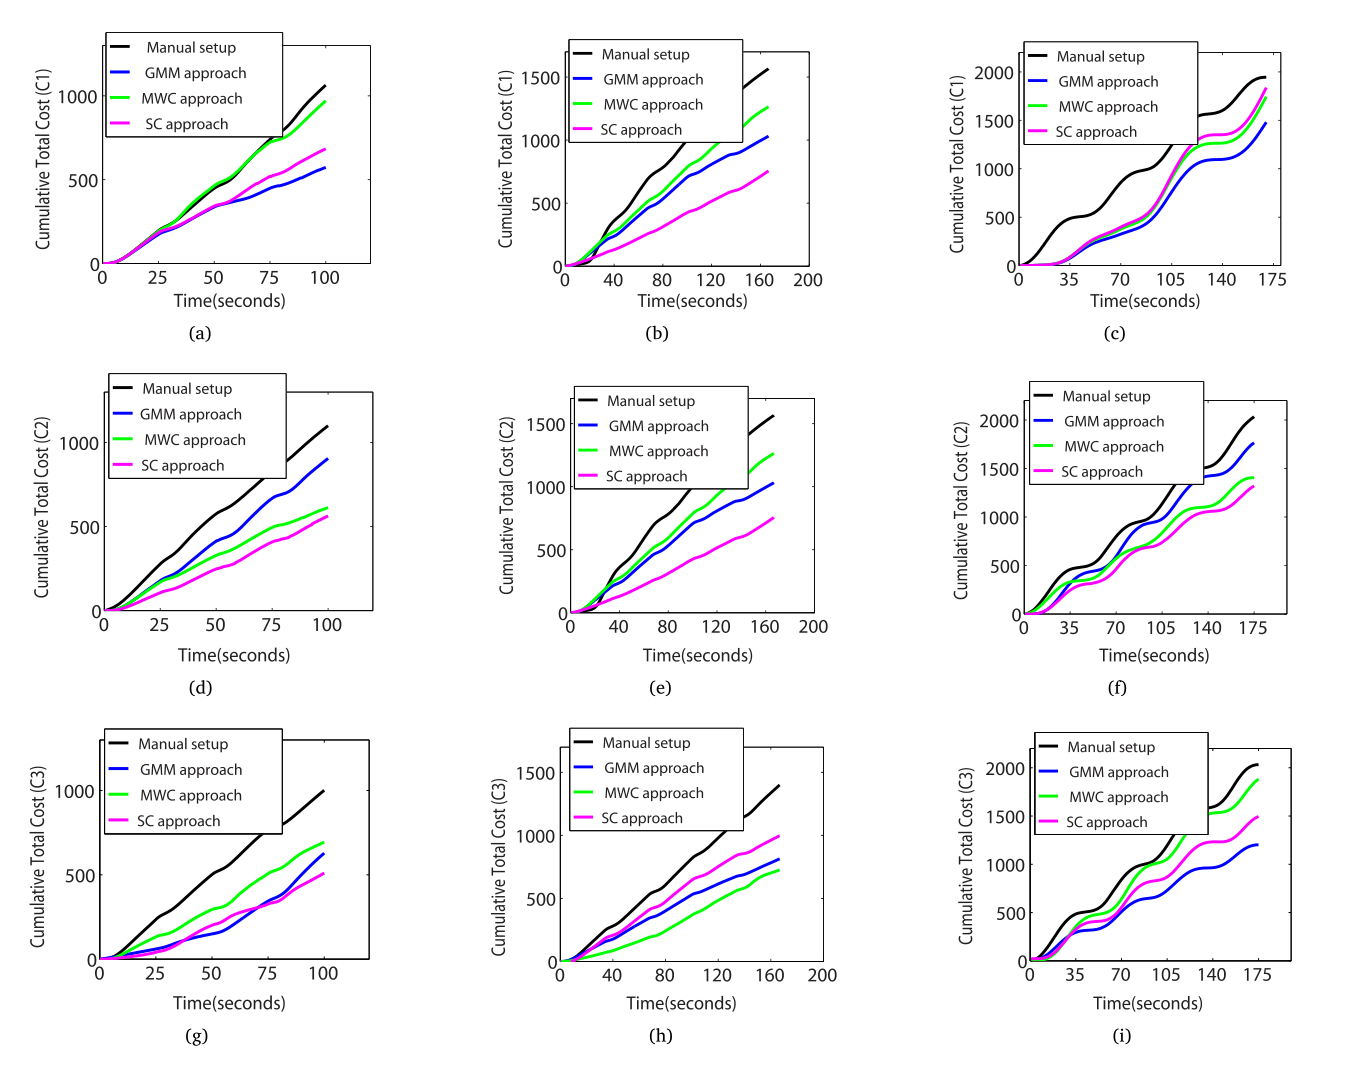 Manual setup
GMM approach
MWC approach
SC approach
Cumulative Total Cost (C1)
1000
500
0
0 25 50 75 100
Time(seconds)
(a)
Manual setup
GMM approach
MWC approach
SC approach
Cumulative Total Cost (C1)
1500
1000
500
0
0 40 80 120 160 200
Time(seconds)
(b)
Manual setup
GMM approach
MWC approach
SC approach
Cumulative Total Cost (C1)
2000
1500
1000
500
0
0 35 70 105 140 175
Time(seconds)
(c)
Manual setup
GMM approach
MWC approach
SC approach
Cumulative Total Cost (C2)
1000
500
0
0 25 50 75 100
Time(seconds)
(d)
Manual setup
GMM approach
MWC approach
SC approach
Cumulative Total Cost (C2)
1500
1000
500
0
0 40 80 120 160 200
Time(seconds)
(e)
Manual setup
GMM approach
MWC approach
SC approach
Cumulative Total Cost (C2)
2000
1500
1000
500
0
0 35 70 105 140 175
Time(seconds)
(f)
Manual setup
GMM approach
MWC approach
SC approach
Cumulative Total Cost (C3)
1000
500
0
0 25 50 75 100
Time(seconds)
(g)
Manual setup
GMM approach
MWC approach
SC approach
Cumulative Total Cost (C3)
1500
1000
500
0
0 40 80 120 160 200
Time(seconds)
(h)
Manual setup
GMM approach
MWC approach
SC approach
Cumulative Total Cost (C3)
2000
1500
1000
500
0
0 35 70 105 140 175
Time(seconds)
(i)